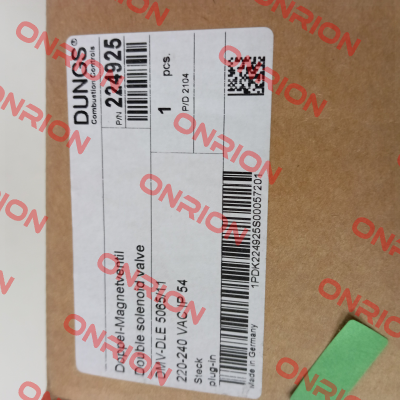 DUNGS®
Combustion Controls
P/N 224925
1 pcs.
P/D 2104
Doppel-Magnetventil
Double solenoid valve
DMV-DLE 5065/11
220-240 VAC IP 54
Steck
plug-in
Made in Germany
1PDK224925S00057201
ONRION
ONRION
ONRION
ONRION
ONRION
ONRION
ONRION
ONRION
ONRION